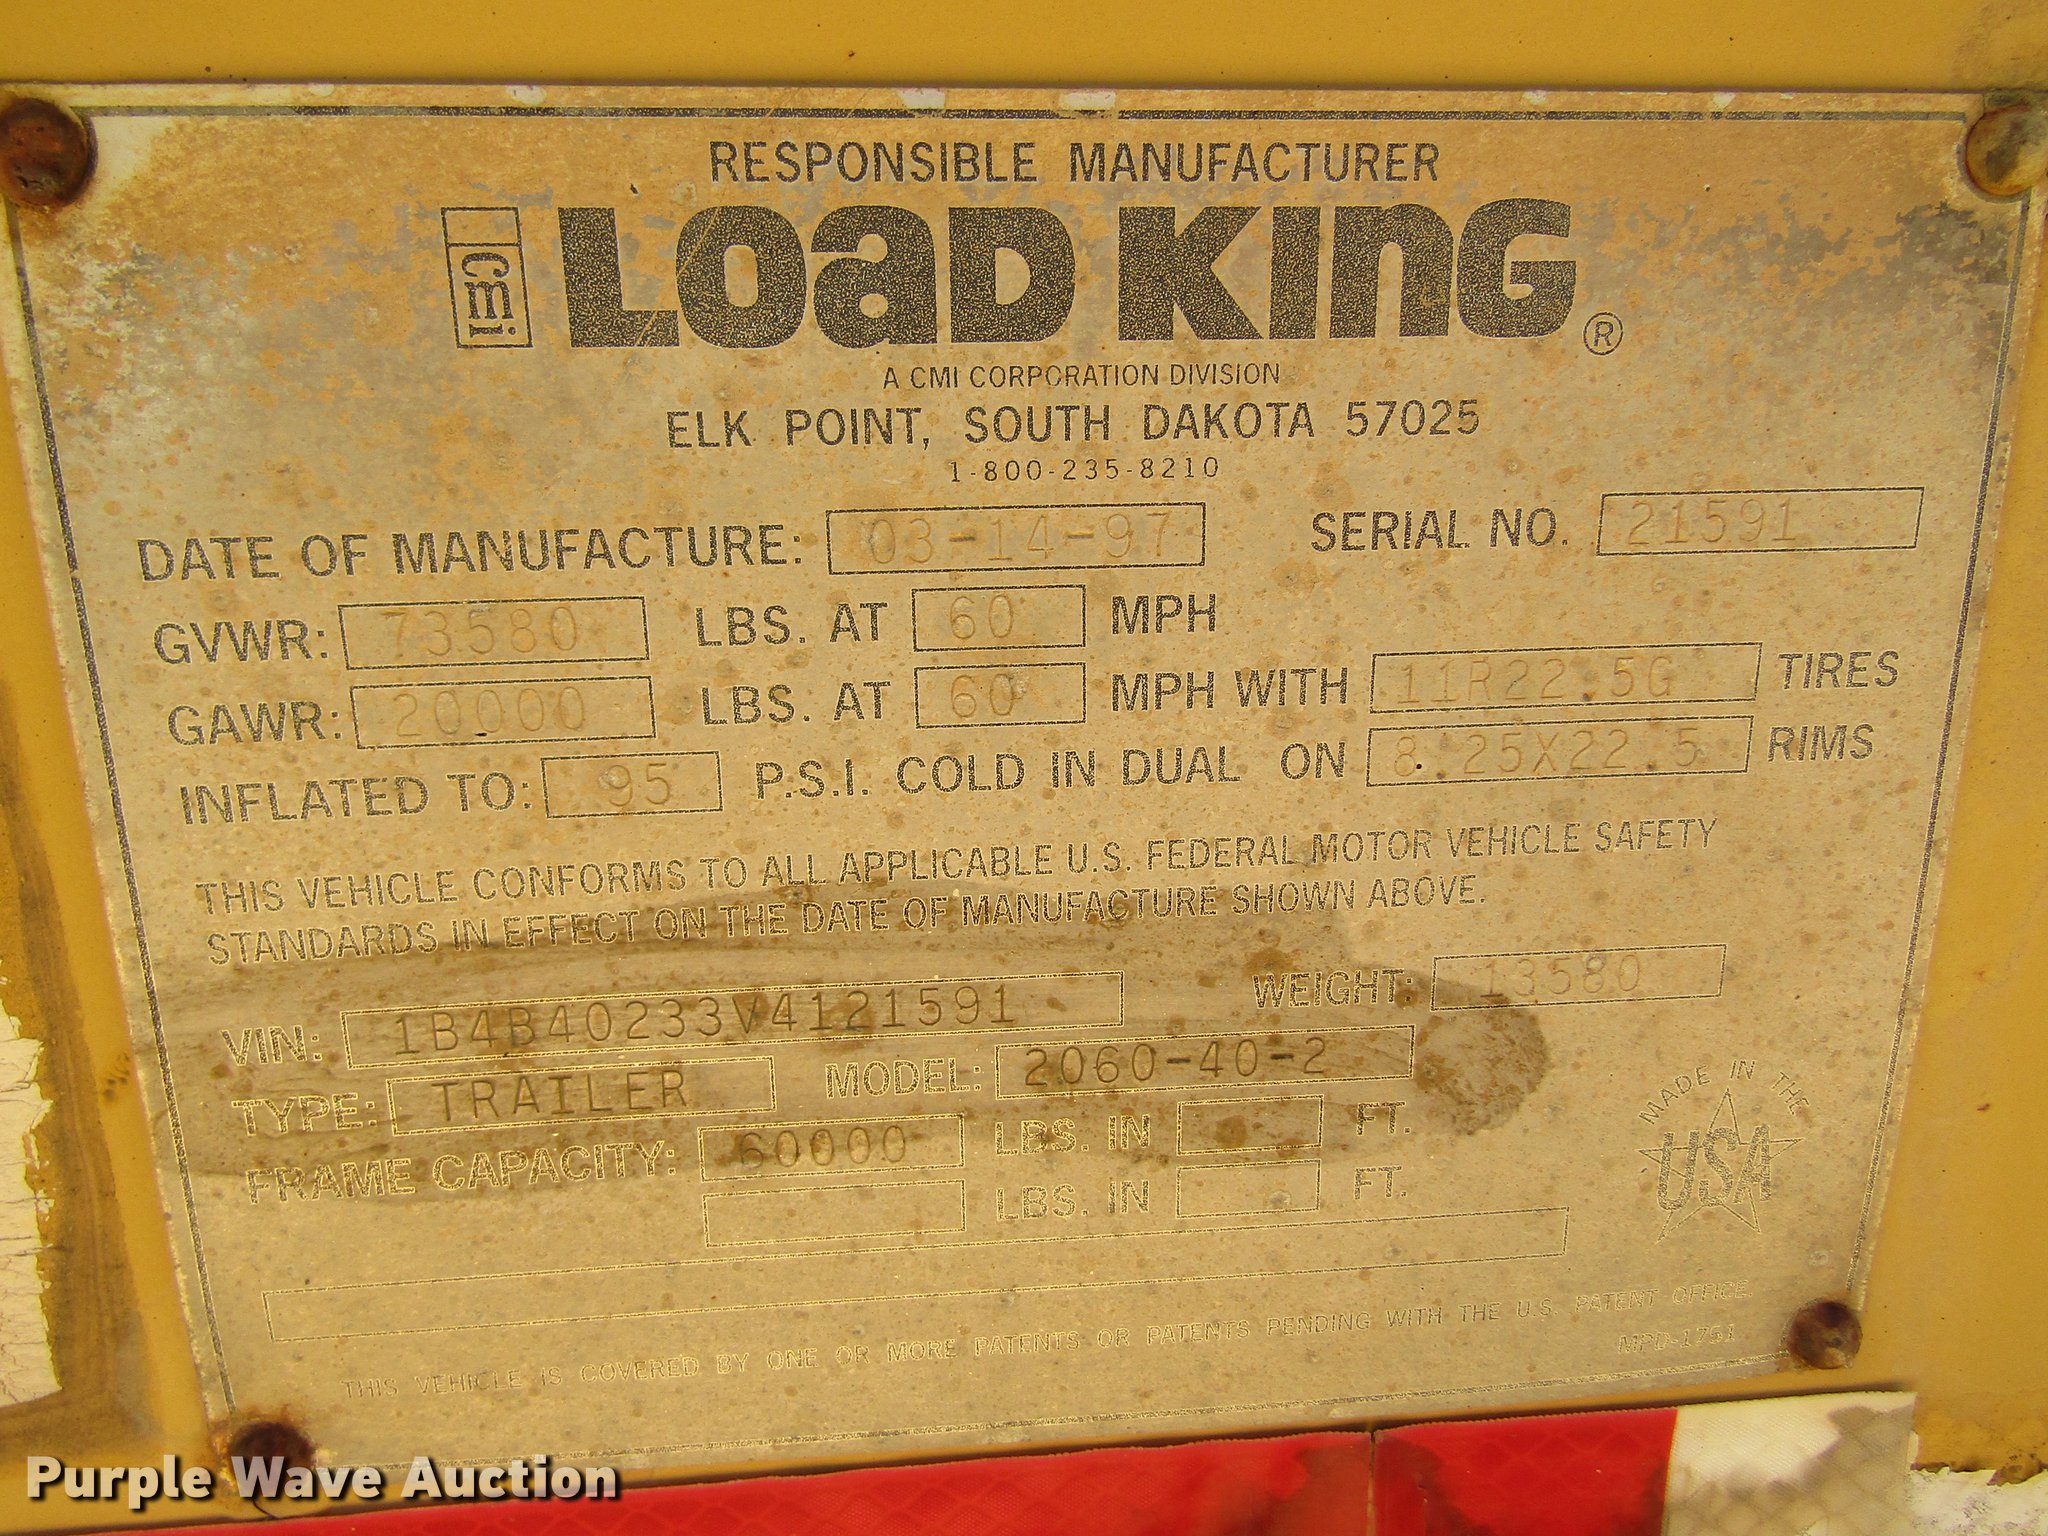 RESPONSIBLE MANUFACTURER
cmi LOAD KING ®
A CMI CORPORATION DIVISION
ELK POINT, SOUTH DAKOTA 57025
1-800-235-8210
DATE OF MANUFACTURE: 03-14-97 SERIAL NO. 21591
GVWR: 73580 LBS. AT 60 MPH
GAWR: 20000 LBS. AT 60 MPH WITH 11R22.5G TIRES
INFLATED TO: 95 P.S.I. COLD IN DUAL ON 8.25X22.5 RIMS
THIS VEHICLE CONFORMS TO ALL APPLICABLE U.S. FEDERAL MOTOR VEHICLE SAFETY
STANDARDS IN EFFECT ON THE DATE OF MANUFACTURE SHOWN ABOVE.
VIN: 1B4B40233V4121591 WEIGHT: 13580
TYPE: TRAILER MODEL: 2060-40-2
FRAME CAPACITY: 60000 LBS. IN FT.
LBS. IN FT.
MADE IN THE
USA
THIS VEHICLE IS COVERED BY ONE OR MORE PATENTS OR PATENTS PENDING WITH THE U.S. PATENT OFFICE.
MPD-1751
Purple Wave Auction